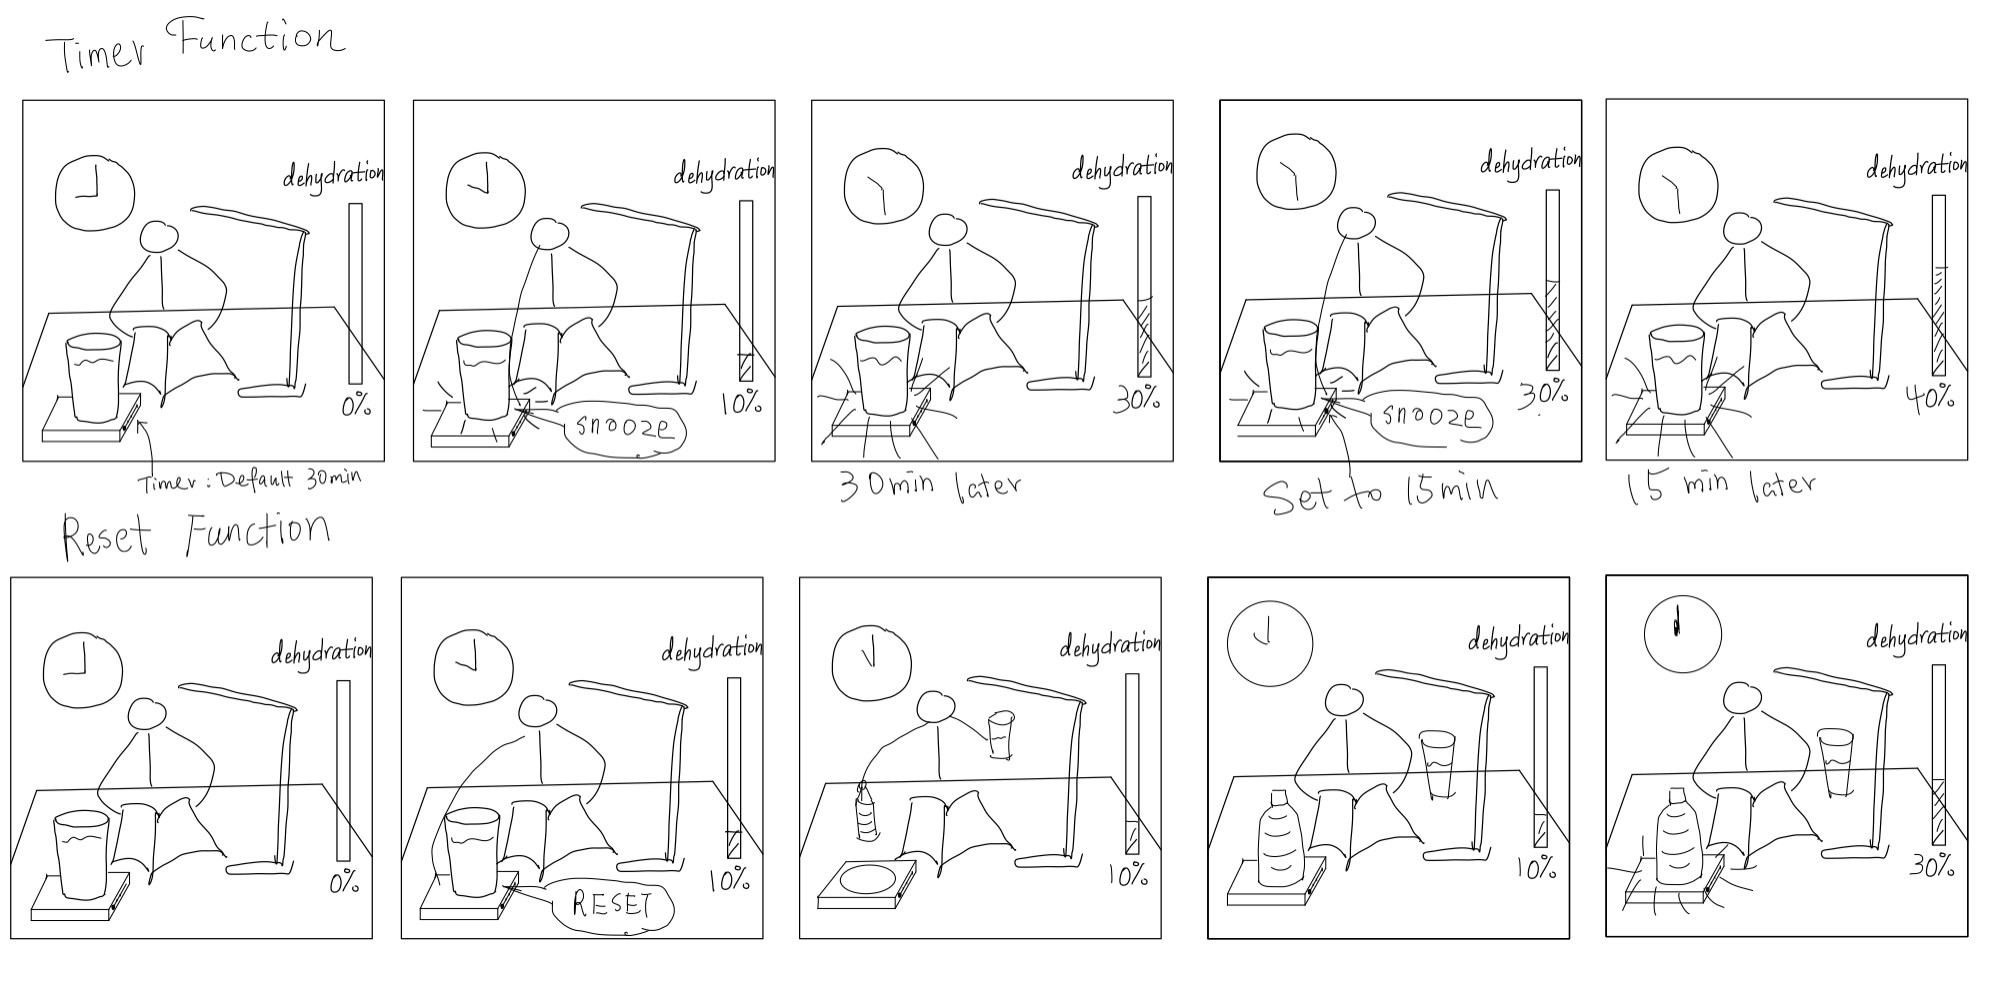 Timer Function
dehydration
0%
Timer: Default 30min
dehydration
10%
snooze
dehydration
30%
30min later
dehydration
30%
snooze
Set to 15min
dehydration
40%
15 min later
Reset Function
dehydration
0%
dehydration
10%
RESET
dehydration
10%
dehydration
10%
dehydration
30%